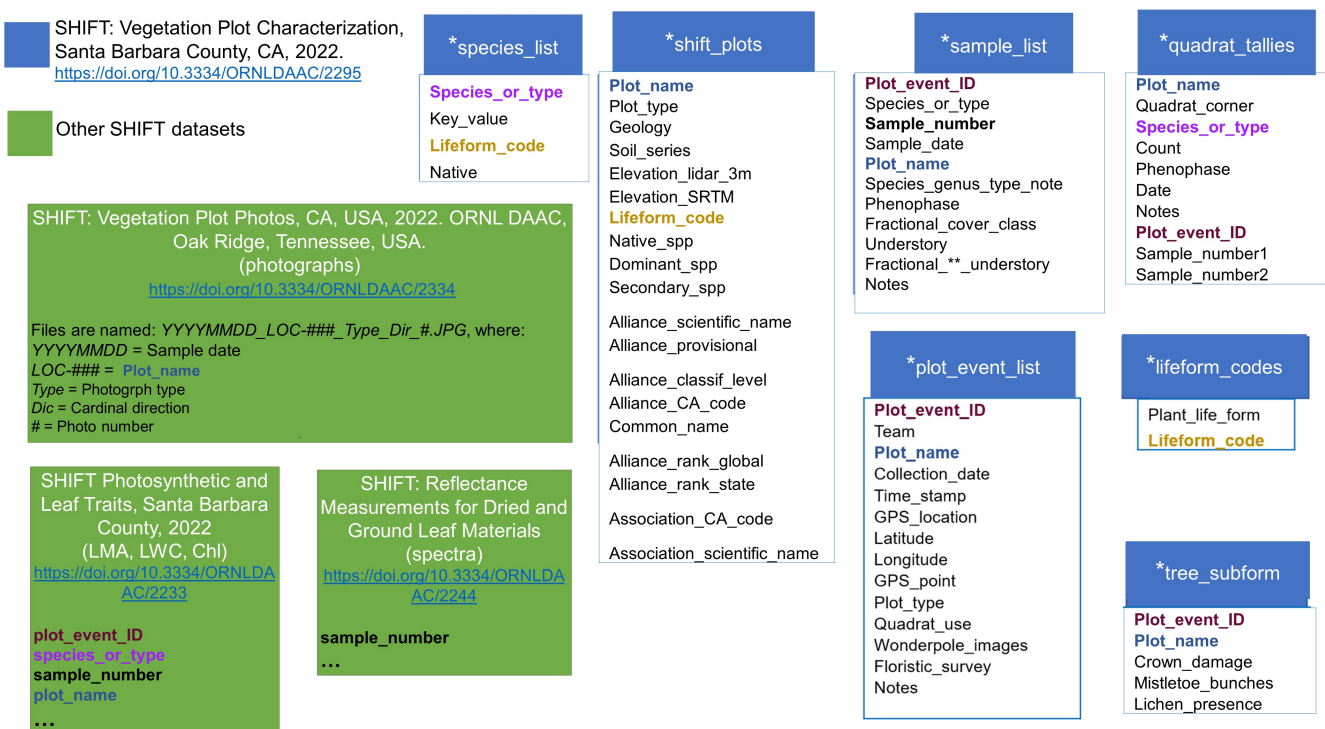 SHIFT: Vegetation Plot Characterization,
Santa Barbara County, CA, 2022.
https://doi.org/10.3334/ORNLDAAC/2295
Other SHIFT datasets
*species_list
Species_or_type
Key_value
Lifeform_code
Native
*shift_plots
Plot_name
Plot_type
Geology
Soil_series
Elevation_lidar_3m
Elevation_SRTM
Lifeform_code
Native_spp
Dominant_spp
Secondary_spp
Alliance_scientific_name
Alliance_provisional
Alliance_classif_level
Alliance_CA_code
Common_name
Alliance_rank_global
Alliance_rank_state
Association_CA_code
Association_scientific_name
*sample_list
Plot_event_ID
Species_or_type
Sample_number
Sample_date
Plot_name
Species_genus_type_note
Phenophase
Fractional_cover_class
Understory
Fractional_**_understory
Notes
*quadrat_tallies
Plot_name
Quadrat_corner
Species_or_type
Count
Phenophase
Date
Notes
Plot_event_ID
Sample_number1
Sample_number2
SHIFT: Vegetation Plot Photos, CA, USA, 2022. ORNL DAAC,
Oak Ridge, Tennessee, USA.
(photographs)
https://doi.org/10.3334/ORNLDAAC/2334
Files are named: YYYYMMDD_LOC-###_Type_Dir_#.JPG, where:
YYYYMMDD = Sample date
LOC-### = Plot_name
Type = Photogrph type
Dic = Cardinal direction
# = Photo number
*plot_event_list
Plot_event_ID
Team
Plot_name
Collection_date
Time_stamp
GPS_location
Latitude
Longitude
GPS_point
Plot_type
Quadrat_use
Wonderpole_images
Floristic_survey
Notes
*lifeform_codes
Plant_life_form
Lifeform_code
SHIFT Photosynthetic and
Leaf Traits, Santa Barbara
County, 2022
(LMA, LWC, Chl)
https://doi.org/10.3334/ORNLDA
AC/2233
plot_event_ID
species_or_type
sample_number
plot_name
...
SHIFT: Reflectance
Measurements for Dried and
Ground Leaf Materials
(spectra)
https://doi.org/10.3334/ORNLDA
AC/2244
sample_number
...
*tree_subform
Plot_event_ID
Plot_name
Crown_damage
Mistletoe_bunches
Lichen_presence